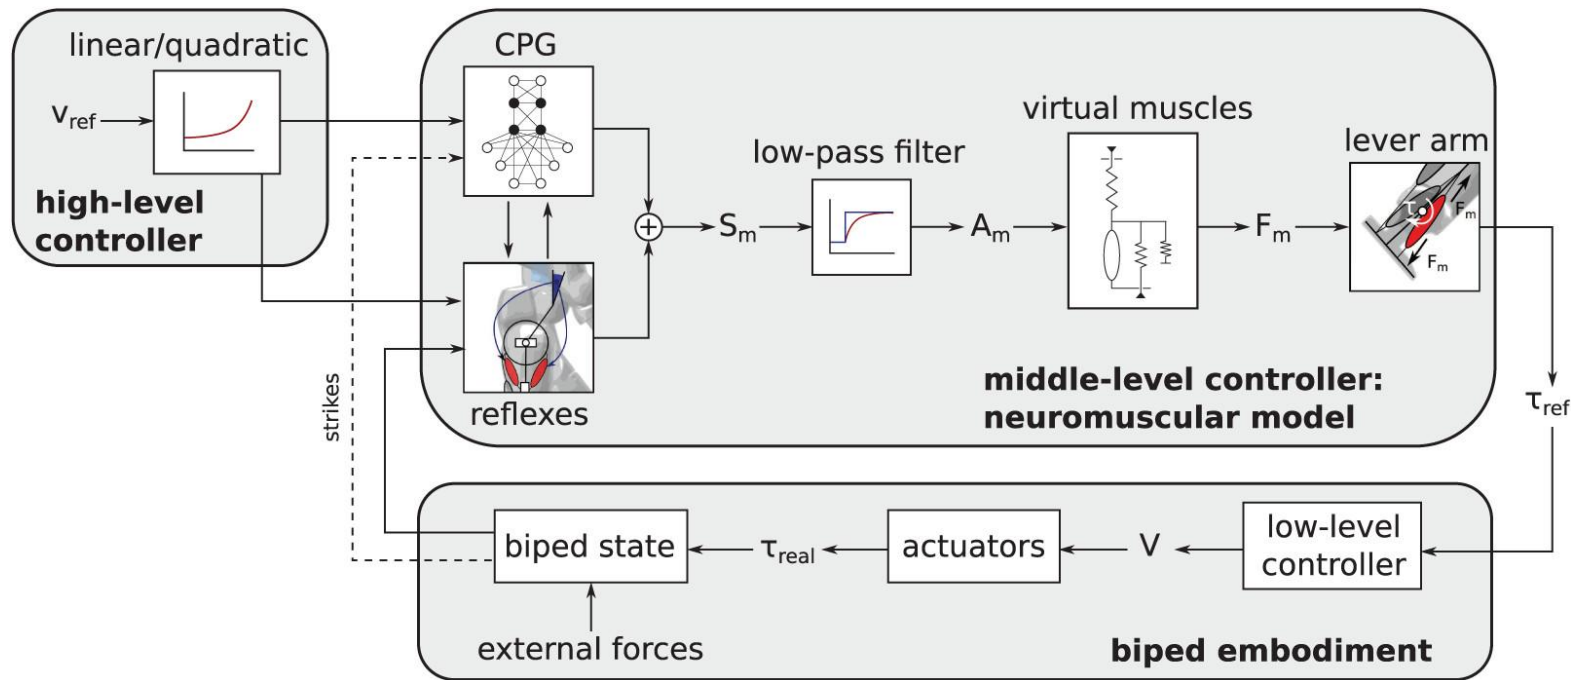 linear/quadratic
v_ref
high-level
controller
CPG
reflexes
strikes
S_m
low-pass filter
A_m
virtual muscles
F_m
lever arm
τ
F_m
F_m
middle-level controller:
neuromuscular model
τ_ref
low-level
controller
V
actuators
τ_real
biped state
external forces
biped embodiment